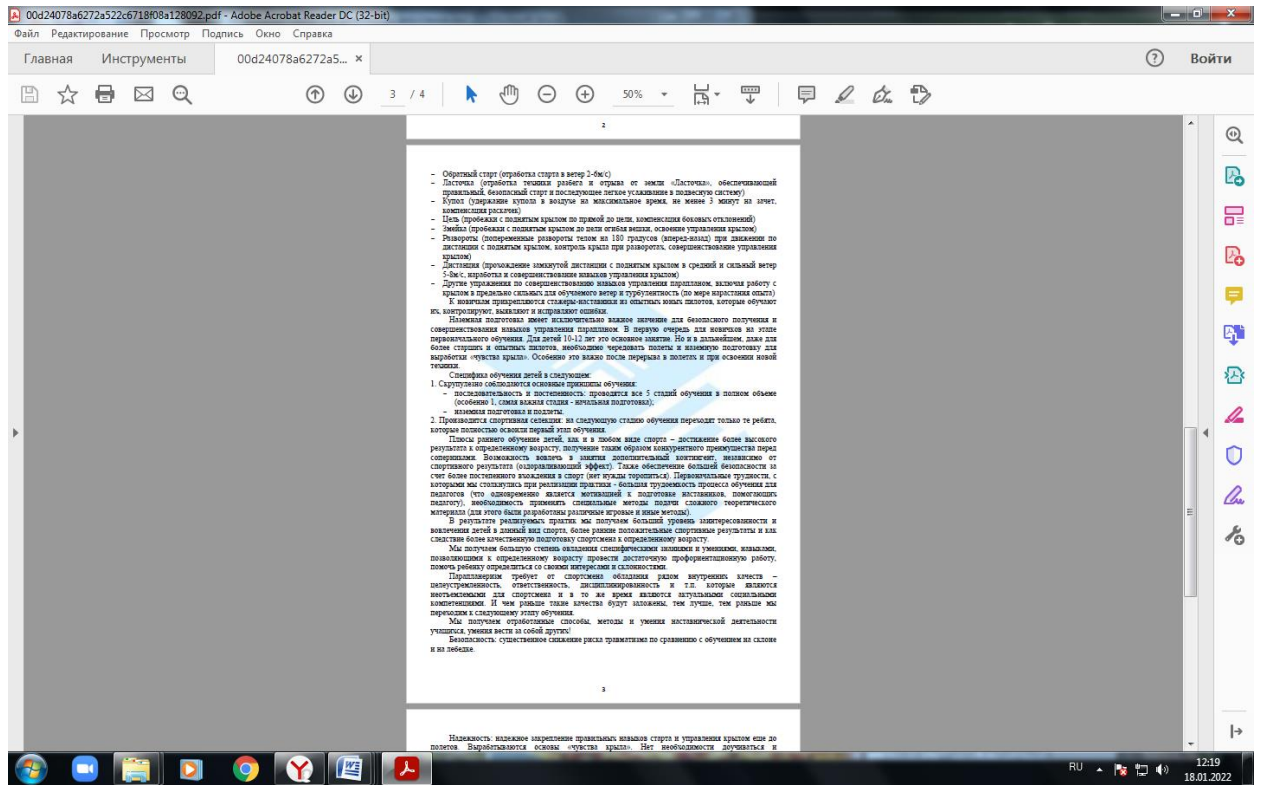 00d24078a6272a522c6718f08a128092.pdf - Adobe Acrobat Reader DC (32-bit)
Файл Редактирование Просмотр Подпись Окно Справка
Главная Инструменты 00d24078a6272a5... × ? Войти
3 / 4 50%
2
– Обратный старт (отработка старта в ветер 2-6м/с)
– Ласточка (отработка техники разбега и отрыва от земли «Ласточка», обеспечивающей
правильный, безопасный старт и последующее легкое усаживание в подвесную систему)
– Купол (удержание купола в воздухе на максимальное время, не менее 3 минут на зачет,
компенсация раскачек)
– Цель (пробежки с поднятым крылом по прямой до цели, компенсация боковых отклонений)
– Змейка (пробежки с поднятым крылом до цели огибая вешки, освоение управления крылом)
– Развороты (попеременные развороты телом на 180 градусов (вперед-назад) при движении по
дистанции с поднятым крылом, контроль крыла при разворотах, совершенствование управления
крылом)
– Дистанция (прохождение замкнутой дистанции с поднятым крылом в средний и сильный ветер
5-8м/с, наработка и совершенствование навыков управления крылом)
– Другие упражнения по совершенствованию навыков управления парапланом, включая работу с
крылом в предельно сильных для обучаемого ветер и турбулентность (по мере нарастания опыта)
К новичкам прикрепляются стажеры-наставники из опытных юных пилотов, которые обучают
их, контролируют, выявляют и исправляют ошибки.
Наземная подготовка имеет исключительно важное значение для безопасного получения и
совершенствования навыков управления парапланом. В первую очередь для новичков на этапе
первоначального обучения. Для детей 10-12 лет это основное занятие. Но и в дальнейшем, даже для
более старших и опытных пилотов, необходимо чередовать полеты и наземную подготовку для
выработки «чувства крыла». Особенно это важно после перерыва в полетах и при освоении новой
техники.
Специфика обучения детей в следующем:
1. Скрупулезно соблюдаются основные принципы обучения:
– последовательность и постепенность: проводятся все 5 стадий обучения в полном объеме
(особенно 1, самая важная стадия - начальная подготовка);
– наземная подготовка и подлеты.
2. Производится спортивная селекция: на следующую стадию обучения переходят только те ребята,
которые полностью освоили первый этап обучения.
Плюсы раннего обучение детей, как и в любом виде спорта – достижение более высокого
результата к определенному возрасту, получение таким образом конкурентного преимущества перед
соперниками. Возможность вовлечь в занятия дополнительный контингент, независимо от
спортивного результата (оздоравливающий эффект). Также обеспечение большей безопасности за
счет более постепенного вхождения в спорт (нет нужды торопиться). Первоначальные трудности, с
которыми мы столкнулись при реализации практики - большая трудоемкость процесса обучения для
педагогов (что одновременно является мотивацией к подготовке наставников, помогающих
педагогу), необходимость применять специальные методы подачи сложного теоретического
материала (для этого были разработаны различные игровые и иные методы).
В результате реализуемых практик мы получаем больший уровень заинтересованности и
вовлечения детей в данный вид спорта, более ранние положительные спортивные результаты и как
следствие более качественную подготовку спортсмена к определенному возрасту.
Мы получаем большую степень овладения специфическими знаниями и умениями, навыками,
позволяющими к определенному возрасту провести достаточную профориентационную работу,
помочь ребенку определиться со своими интересами и склонностями.
Парапланеризм требует от спортсмена обладания рядом внутренних качеств –
целеустремленность, ответственность, дисциплинированность и т.п. которые являются
неотъемлемыми для спортсмена и в то же время являются актуальными социальными
компетенциями. И чем раньше такие качества будут заложены, тем лучше, тем раньше мы
переходим к следующему этапу обучения.
Мы получаем отработанные способы, методы и умения наставнической деятельности
учащихся, умения вести за собой других!
Безопасность: существенное снижение риска травматизма по сравнению с обучением на склоне
и на лебедке.
3
Надежность: надежное закрепление правильных навыков старта и управления крылом еще до
полетов. Вырабатываются основы «чувства крыла». Нет необходимости доучиваться и
RU 12:19
18.01.2022